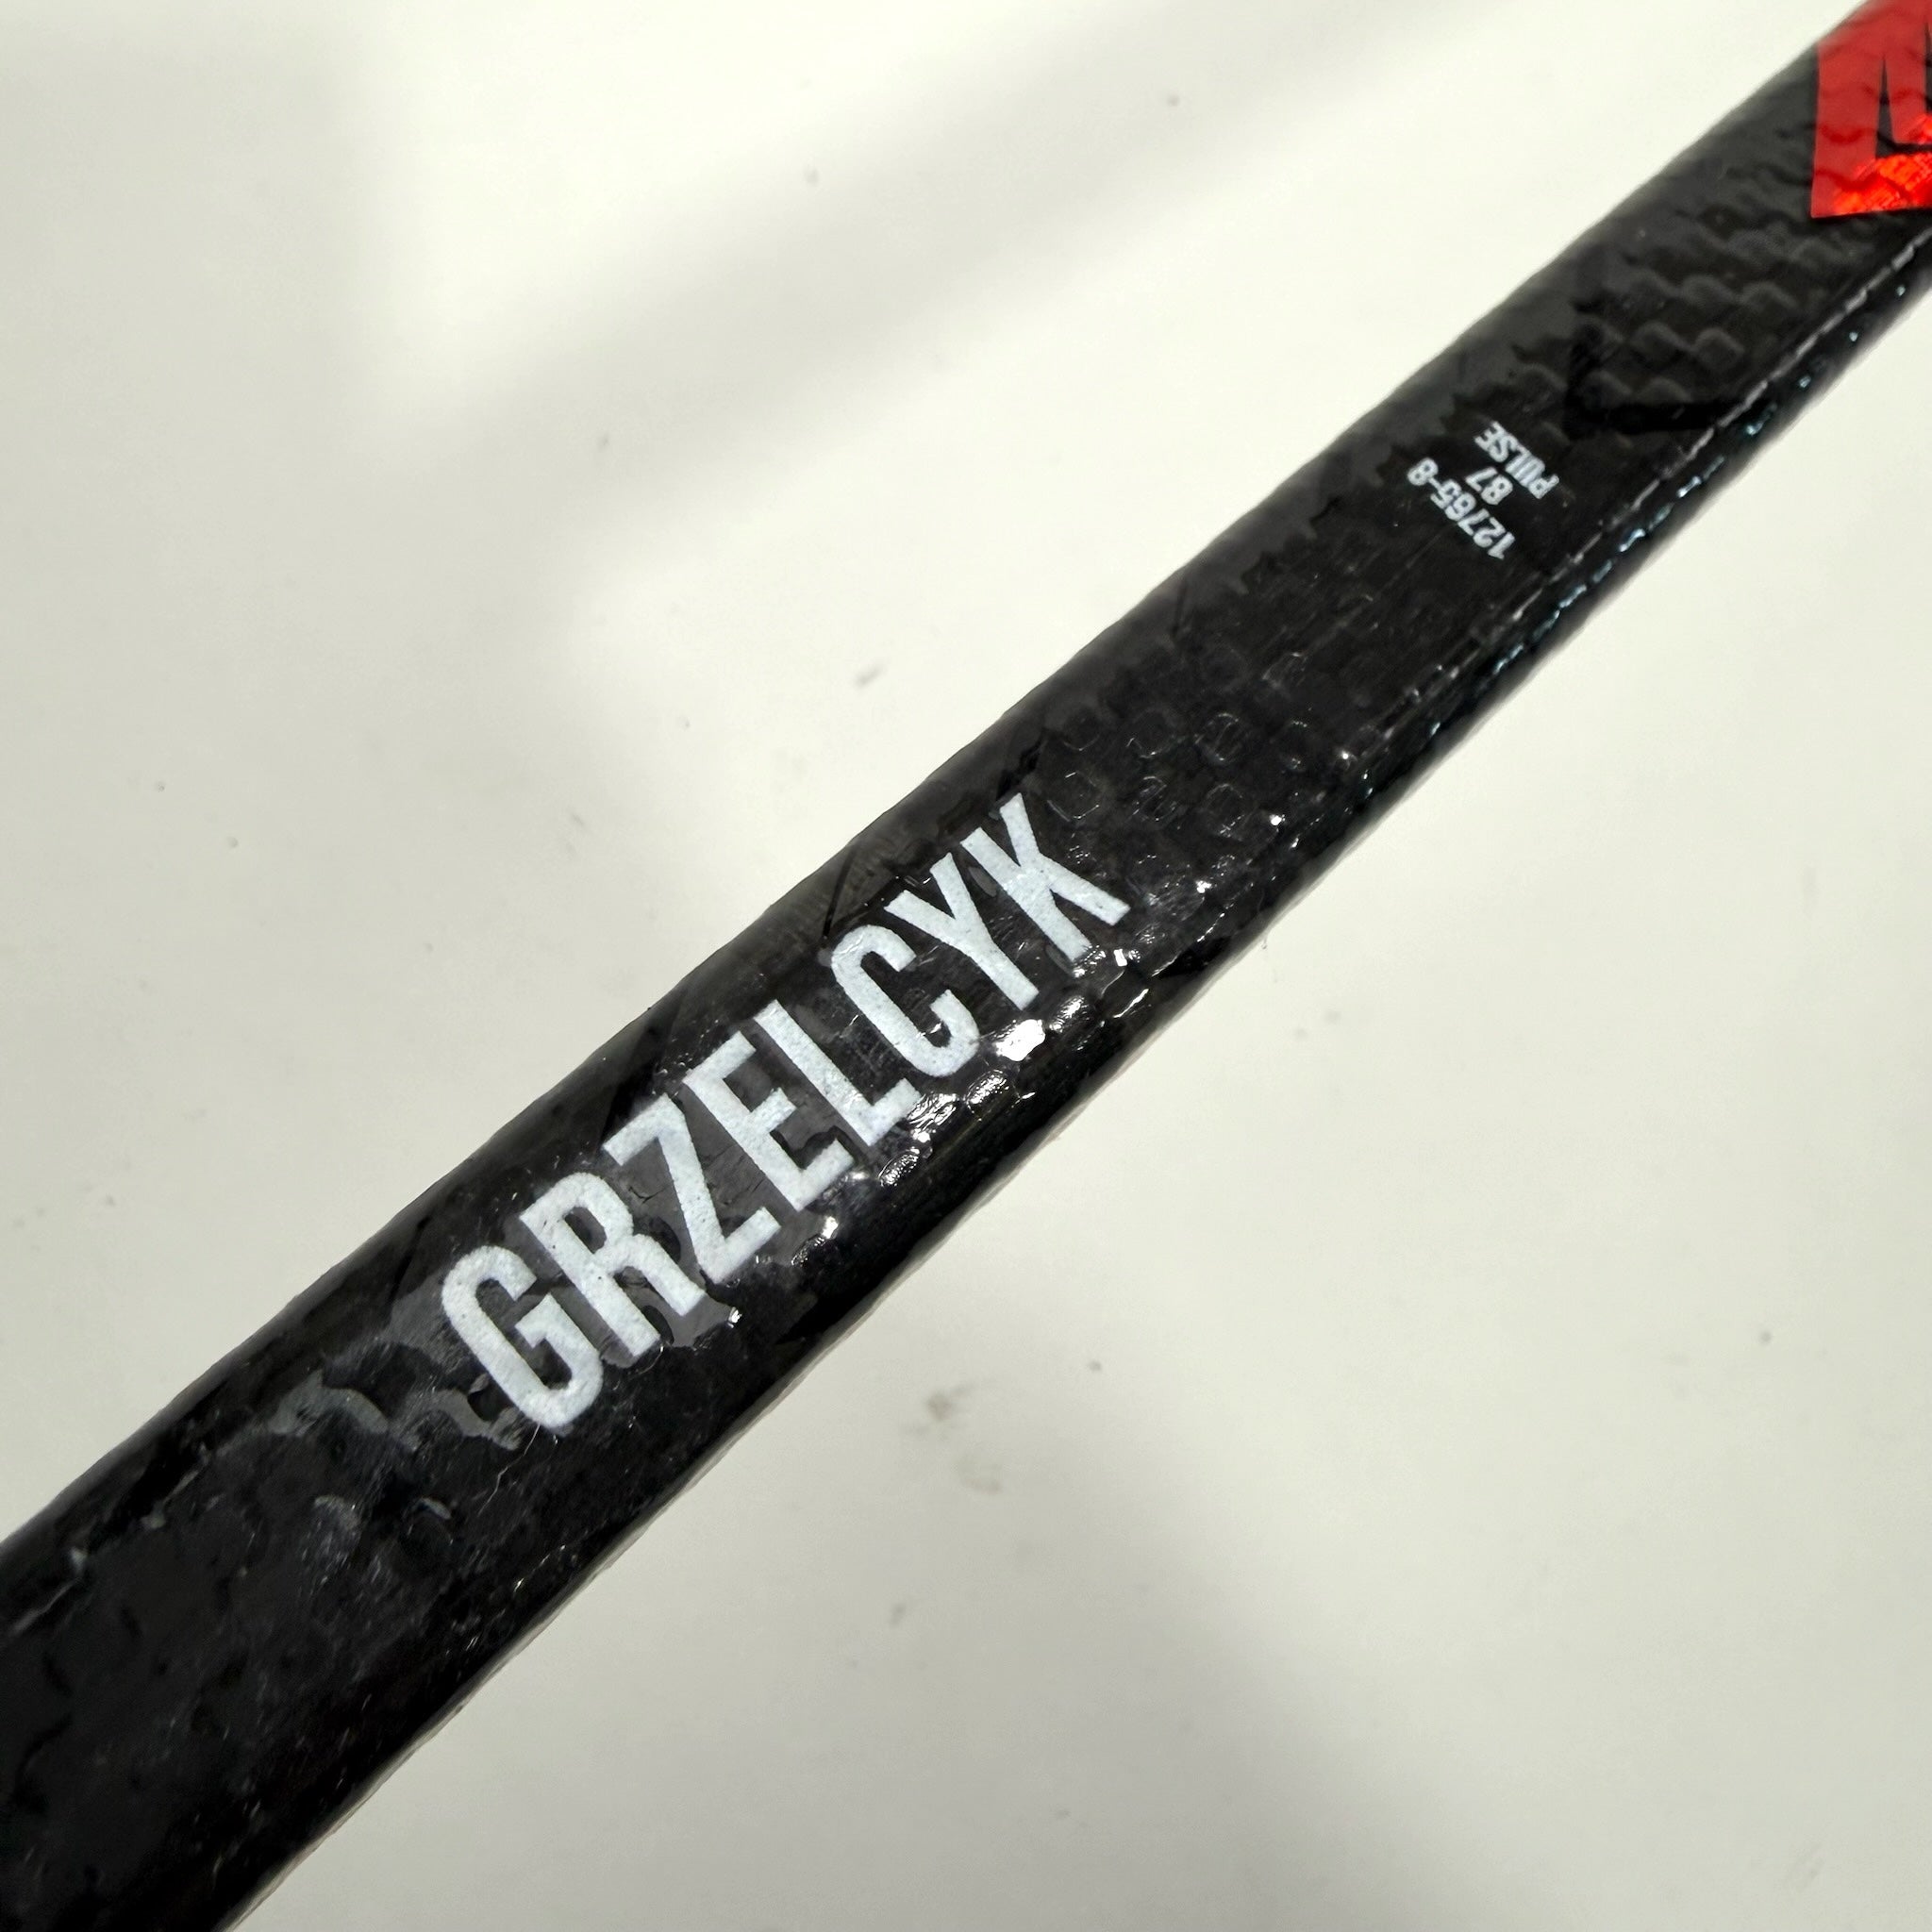 GRZELCYK
12765-8
87
PULSE